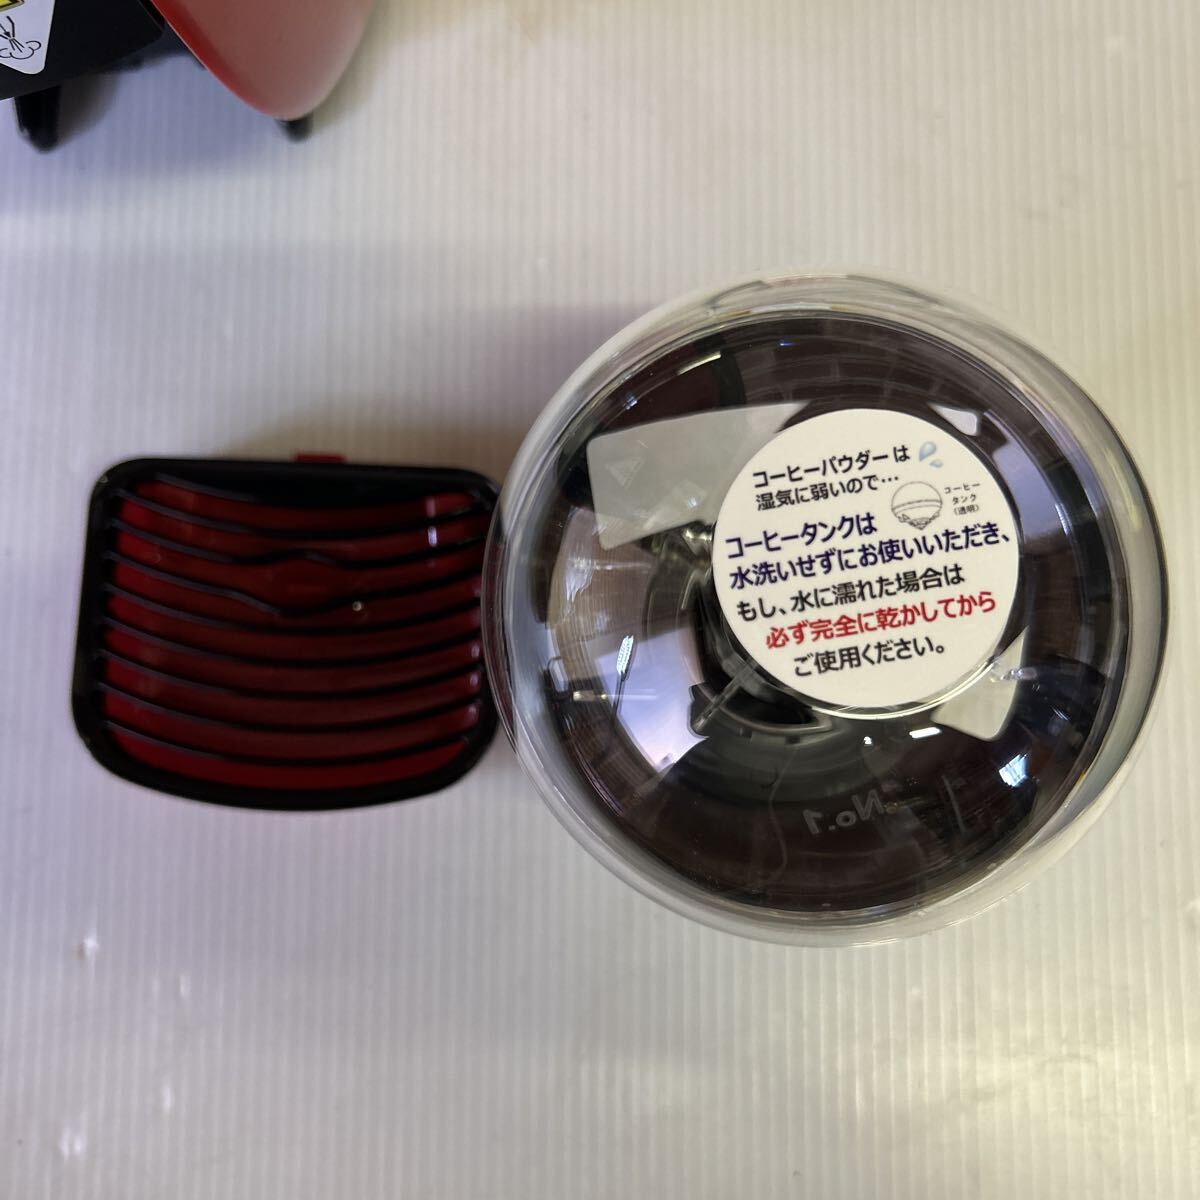 コーヒーパウダーは
湿気に弱いので…
コーヒー
タンク
(透明)
コーヒータンクは
水洗いせずにお使いいただき、
もし、水に濡れた場合は
必ず完全に乾かしてから
ご使用ください。
No.1